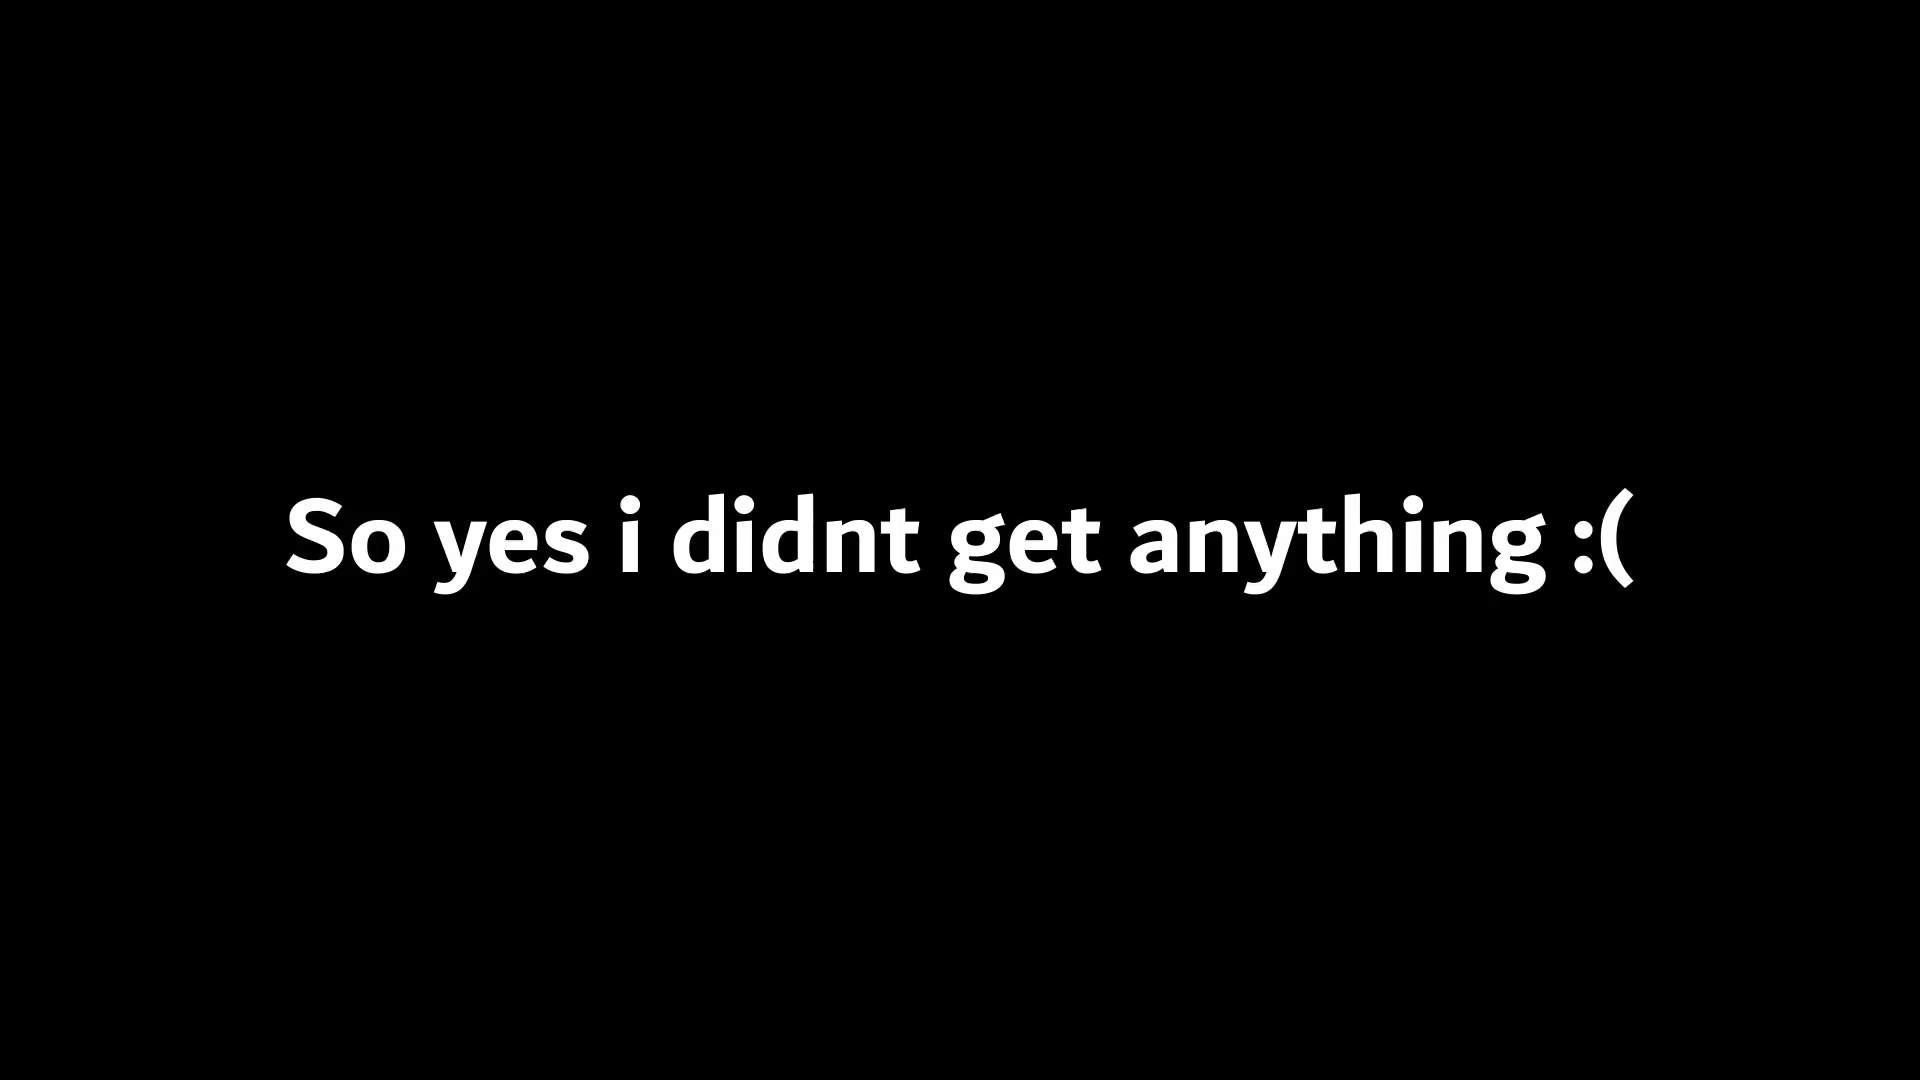 So yes i didnt get anything :(